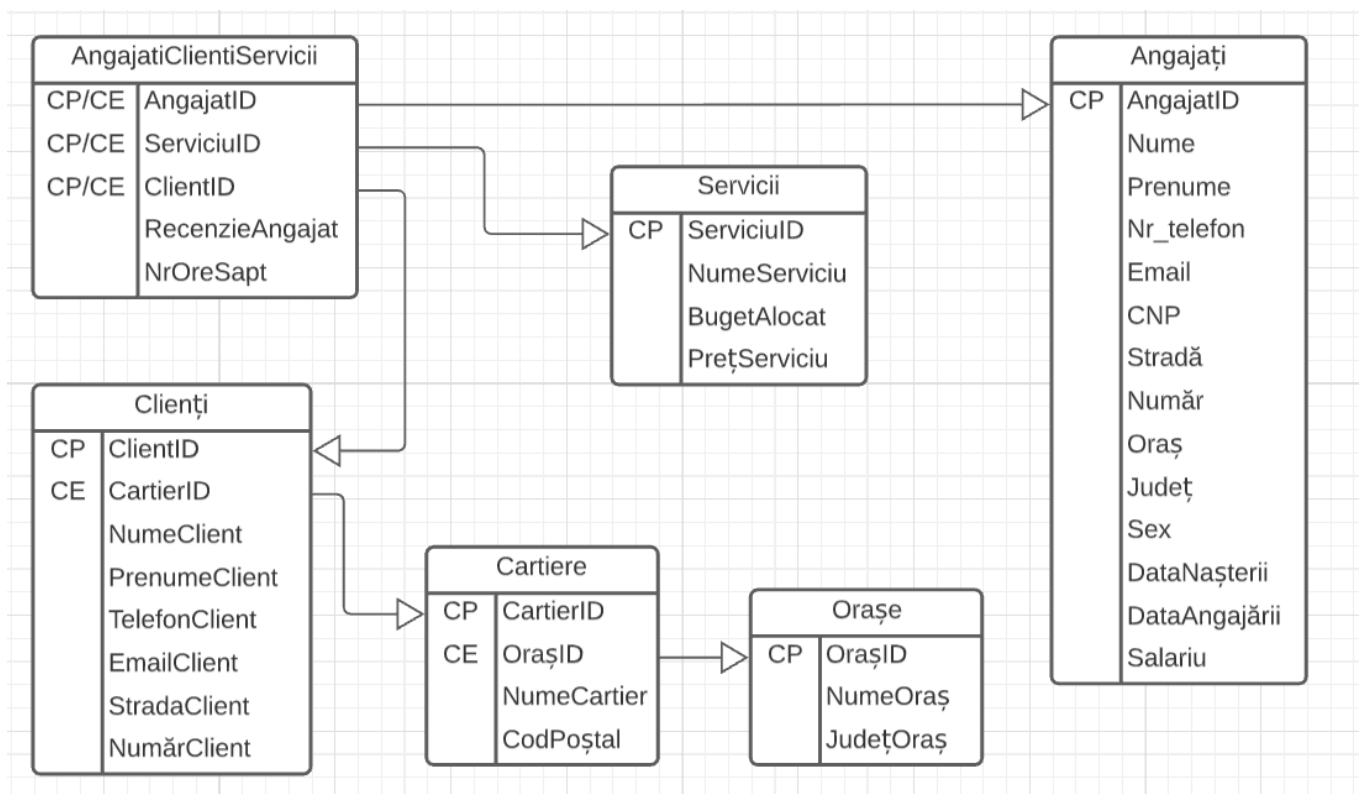 AngajatiClientiServicii
CP/CE AngajatID
CP/CE ServiciuID
CP/CE ClientID
RecenzieAngajat
NrOreSapt
Servicii
CP ServiciuID
NumeServiciu
BugetAlocat
PrețServiciu
Angajați
CP AngajatID
Nume
Prenume
Nr_telefon
Email
CNP
Stradă
Număr
Oraș
Județ
Sex
DataNașterii
DataAngajării
Salariu
Clienți
CP ClientID
CE CartierID
NumeClient
PrenumeClient
TelefonClient
EmailClient
StradaClient
NumărClient
Cartiere
CP CartierID
CE OrașID
NumeCartier
CodPoștal
Orașe
CP OrașID
NumeOraș
JudețOraș